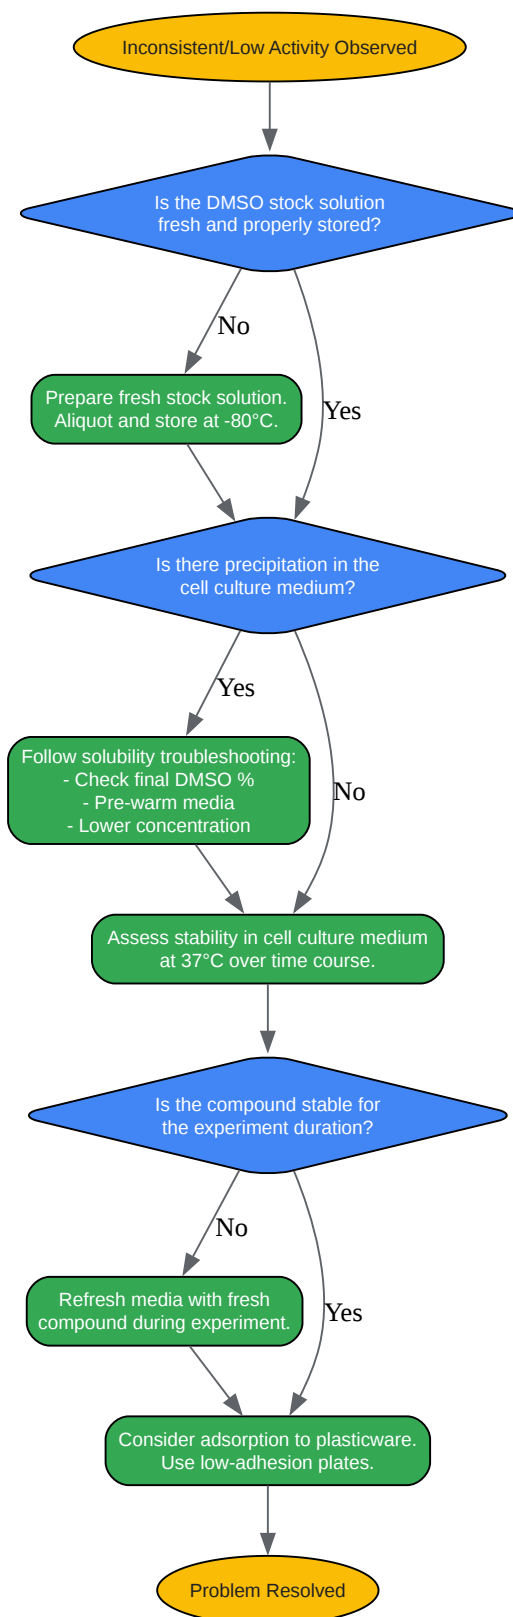 Inconsistent/Low Activity Observed
Is the DMSO stock solution
fresh and properly stored?
No
Prepare fresh stock solution.
Aliquot and store at -80°C.
Yes
Is there precipitation in the
cell culture medium?
Yes
Follow solubility troubleshooting:
- Check final DMSO %
- Pre-warm media
- Lower concentration
No
Assess stability in cell culture medium
at 37°C over time course.
Is the compound stable for
the experiment duration?
No
Refresh media with fresh
compound during experiment.
Yes
Consider adsorption to plasticware.
Use low-adhesion plates.
Problem Resolved